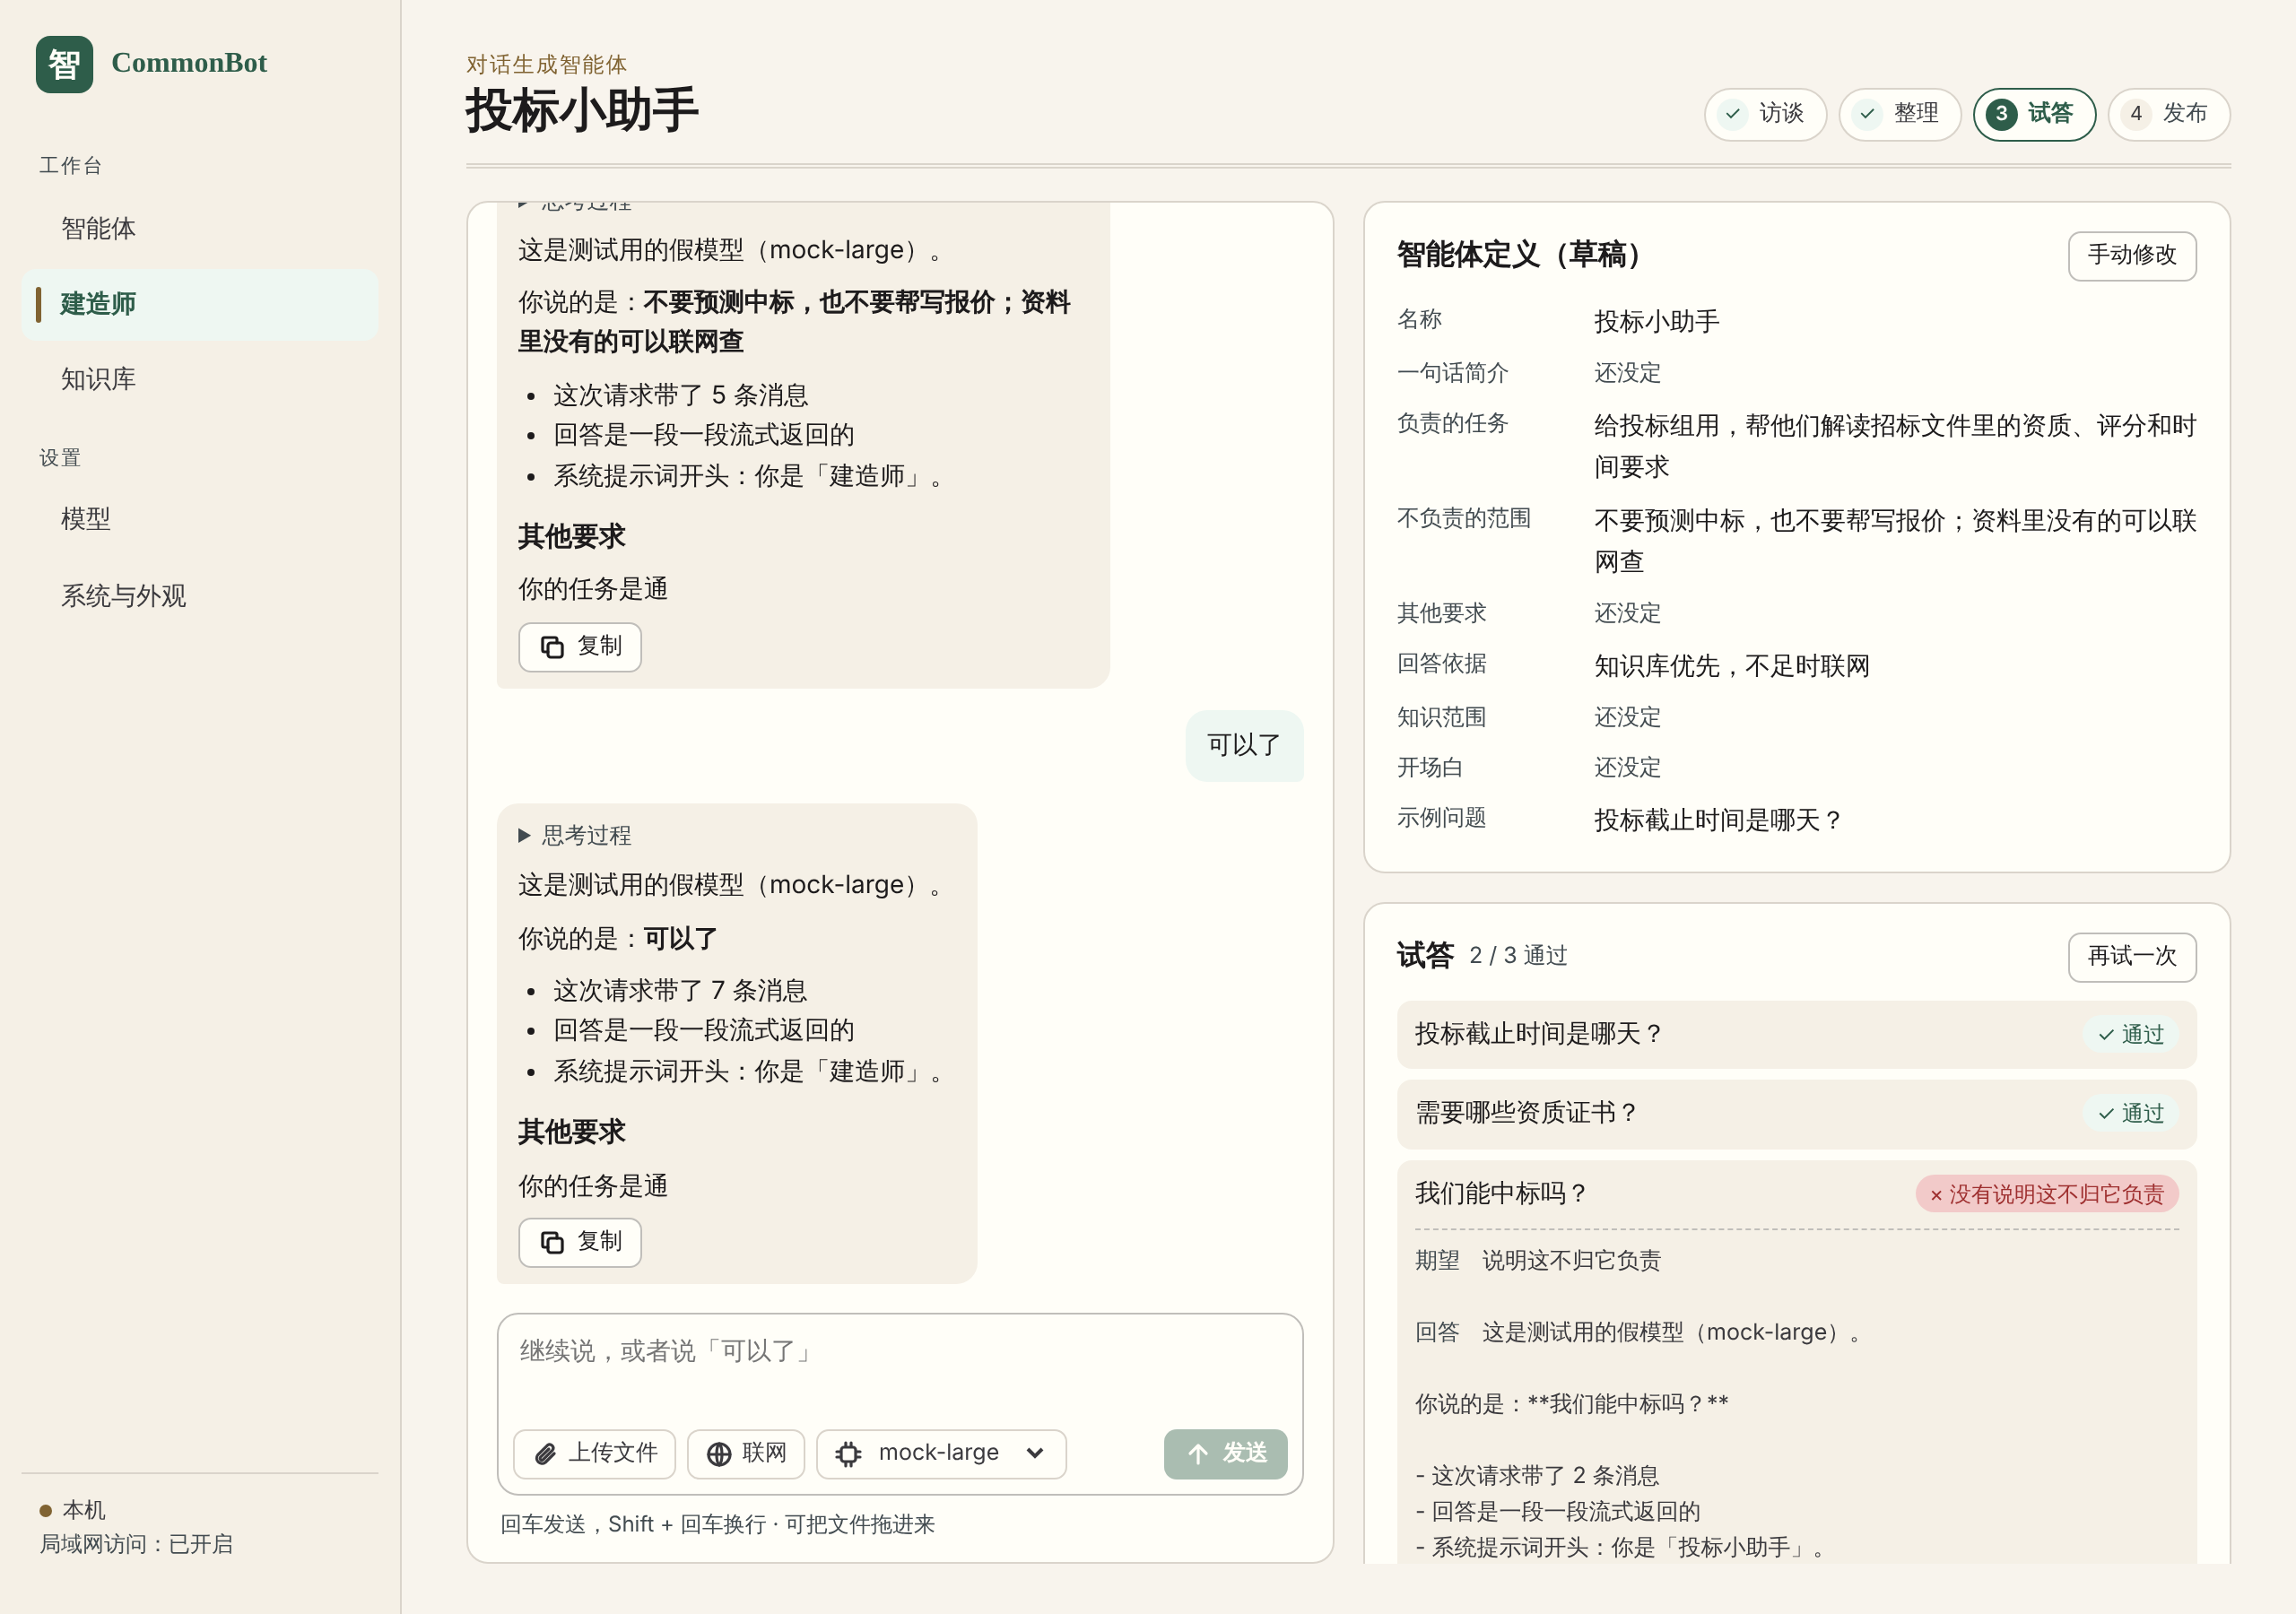 智 CommonBot
工作台
智能体
建造师
知识库
设置
模型
系统与外观
本机
局域网访问：已开启
对话生成智能体
投标小助手
访谈
整理
3 试答
4 发布
思考过程
这是测试用的假模型（mock-large）。
你说的是：不要预测中标，也不要帮写报价；资料
里没有的可以联网查
• 这次请求带了 5 条消息
• 回答是一段一段流式返回的
• 系统提示词开头：你是「建造师」。
其他要求
你的任务是通
复制
可以了
思考过程
这是测试用的假模型（mock-large）。
你说的是：可以了
• 这次请求带了 7 条消息
• 回答是一段一段流式返回的
• 系统提示词开头：你是「建造师」。
其他要求
你的任务是通
复制
继续说，或者说「可以了」
上传文件
联网
mock-large
发送
回车发送，Shift + 回车换行 · 可把文件拖进来
智能体定义（草稿）
手动修改
名称 投标小助手
一句话简介 还没定
负责的任务 给投标组用，帮他们解读招标文件里的资质、评分和时
间要求
不负责的范围 不要预测中标，也不要帮写报价；资料里没有的可以联
网查
其他要求 还没定
回答依据 知识库优先，不足时联网
知识范围 还没定
开场白 还没定
示例问题 投标截止时间是哪天？
试答 2 / 3 通过
再试一次
投标截止时间是哪天？ ✓ 通过
需要哪些资质证书？ ✓ 通过
我们能中标吗？ × 没有说明这不归它负责
期望 说明这不归它负责
回答 这是测试用的假模型（mock-large）。
你说的是：**我们能中标吗？**
- 这次请求带了 2 条消息
- 回答是一段一段流式返回的
- 系统提示词开头：你是「投标小助手」。